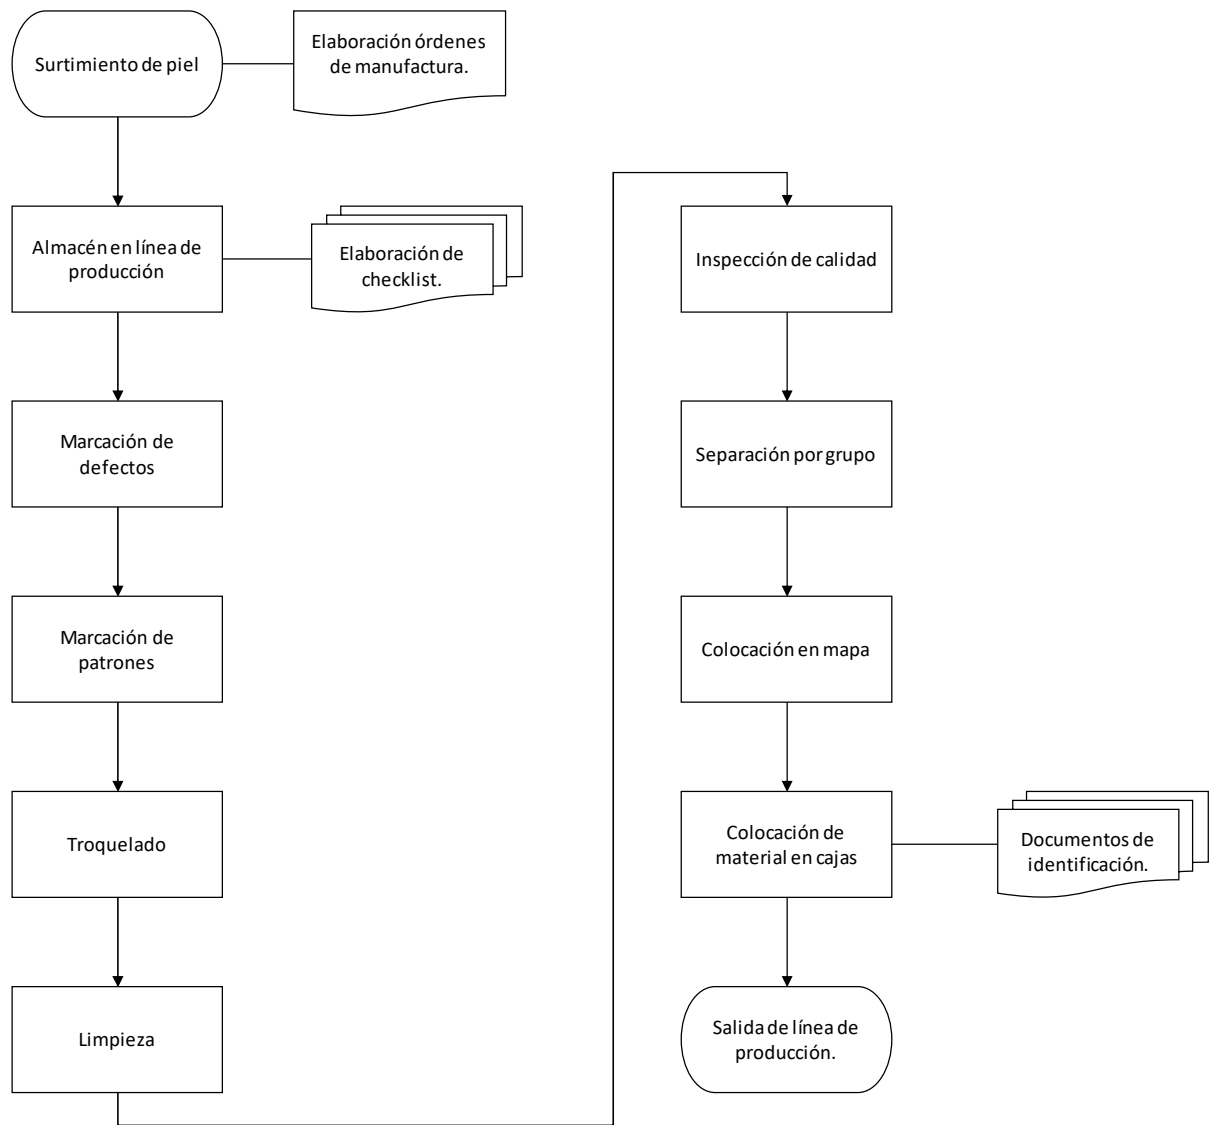 Surtimiento de piel
Elaboración órdenes
de manufactura.
Almacén en línea de
producción
Elaboración de
checklist.
Marcación de
defectos
Marcación de
patrones
Troquelado
Limpieza
Inspección de calidad
Separación por grupo
Colocación en mapa
Colocación de
material en cajas
Documentos de
identificación.
Salida de línea de
producción.